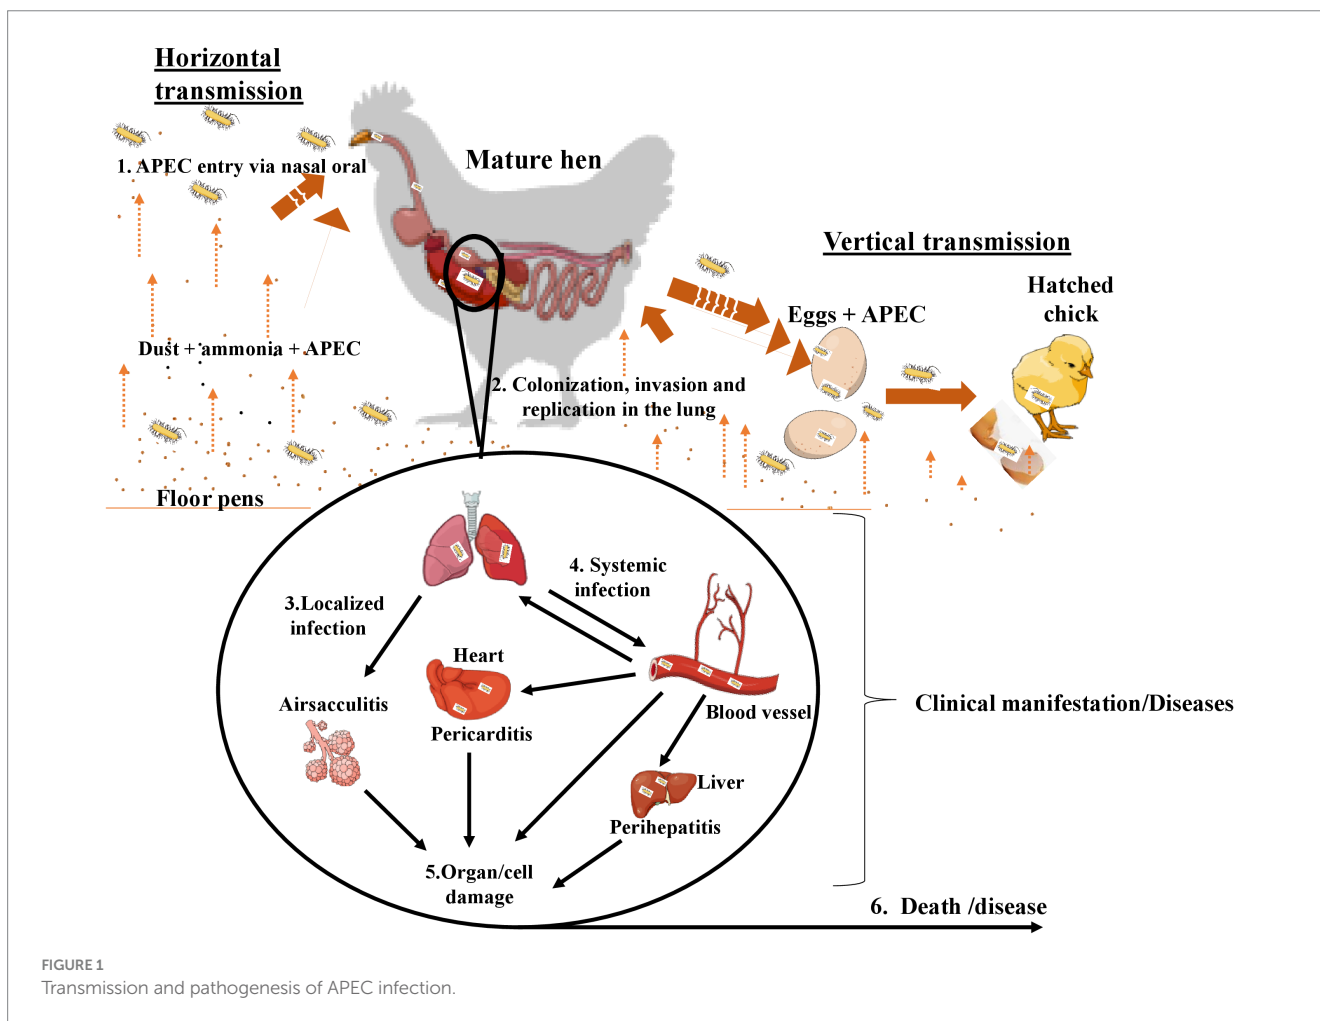 Horizontal
transmission
1. APEC entry via nasal oral
Mature hen
Vertical transmission
Hatched
chick
Eggs + APEC
Dust + ammonia + APEC
2. Colonization, invasion and
replication in the lung
Floor pens
4. Systemic
infection
3.Localized
infection
Heart
Airsacculitis
Pericarditis
Blood vessel
Clinical manifestation/Diseases
Liver
Perihepatitis
5.Organ/cell
damage
6. Death /disease
FIGURE 1
Transmission and pathogenesis of APEC infection.